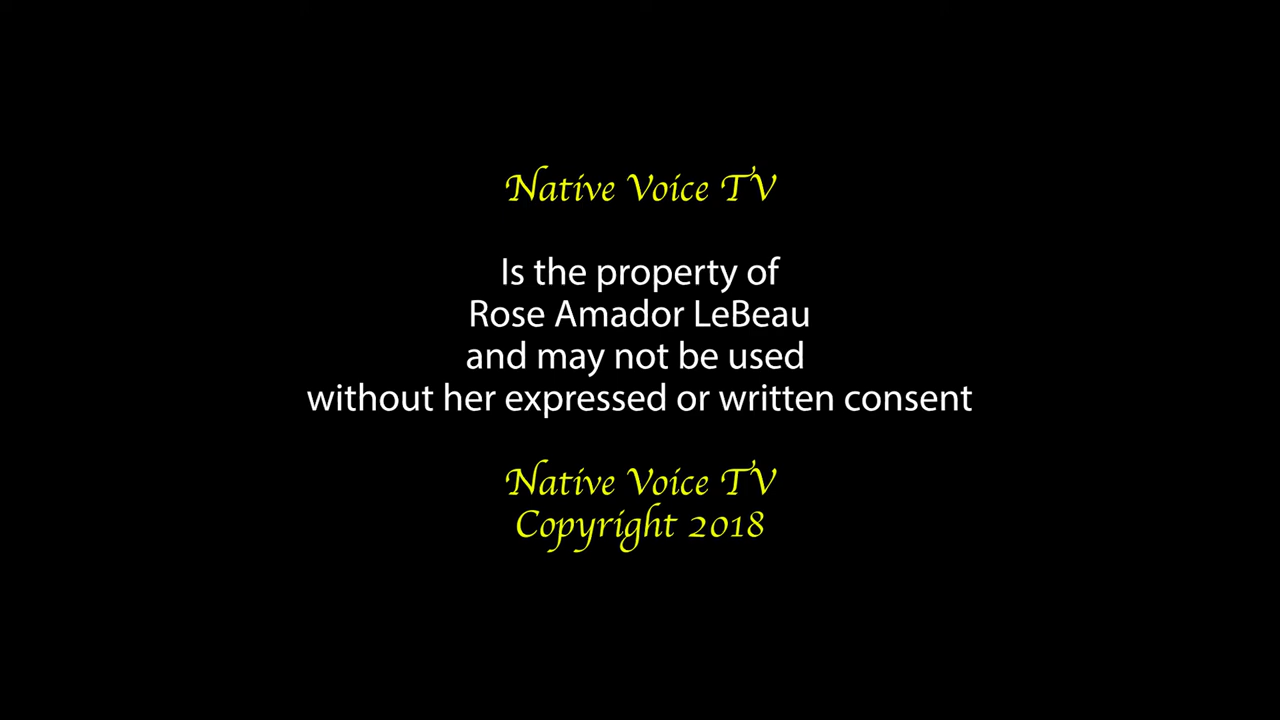 Native Voice TV
Is the property of
Rose Amador LeBeau
and may not be used
without her expressed or written consent
Native Voice TV
Copyright 2018